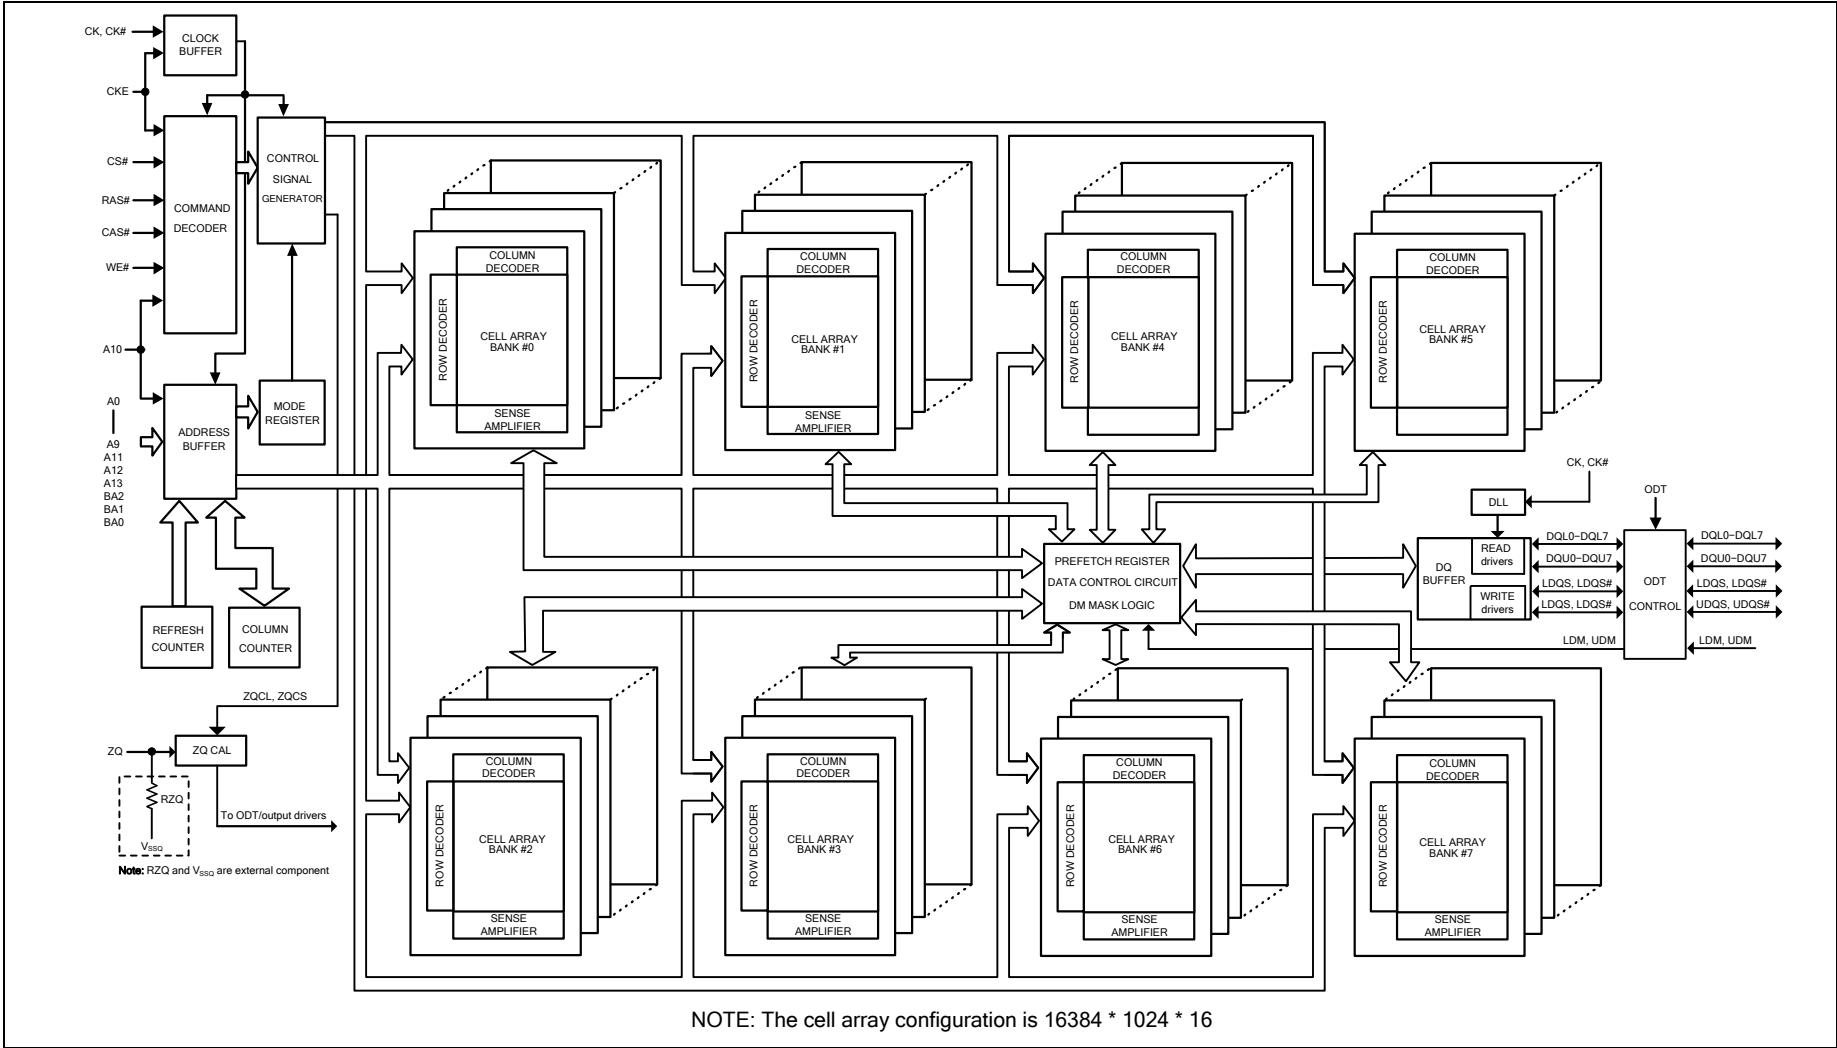 CK, CK#
CLOCK
BUFFER
CKE
CS#
RAS#
CAS#
WE#
A10
COMMAND
DECODER
CONTROL
SIGNAL
GENERATOR
A0
A9
A11
A12
A13
BA2
BA1
BA0
ADDRESS
BUFFER
MODE
REGISTER
REFRESH
COUNTER
COLUMN
COUNTER
ZQCL, ZQCS
ZQ
ZQ CAL
RZQ
VSSQ
To ODT/output drivers
Note: RZQ and VSSQ are external component
COLUMN
DECODER
ROW DECODER
CELL ARRAY
BANK #0
SENSE
AMPLIFIER
COLUMN
DECODER
ROW DECODER
CELL ARRAY
BANK #1
SENSE
AMPLIFIER
COLUMN
DECODER
ROW DECODER
CELL ARRAY
BANK #4
COLUMN
DECODER
ROW DECODER
CELL ARRAY
BANK #5
PREFETCH REGISTER
DATA CONTROL CIRCUIT
DM MASK LOGIC
CK, CK#
DLL
ODT
DQ
BUFFER
READ
drivers
WRITE
drivers
DQL0-DQL7
DQU0-DQU7
LDQS, LDQS#
LDQS, LDQS#
ODT
CONTROL
DQL0-DQL7
DQU0-DQU7
LDQS, LDQS#
UDQS, UDQS#
LDM, UDM
LDM, UDM
COLUMN
DECODER
ROW DECODER
CELL ARRAY
BANK #2
SENSE
AMPLIFIER
COLUMN
DECODER
ROW DECODER
CELL ARRAY
BANK #3
SENSE
AMPLIFIER
COLUMN
DECODER
ROW DECODER
CELL ARRAY
BANK #6
SENSE
AMPLIFIER
COLUMN
DECODER
ROW DECODER
CELL ARRAY
BANK #7
SENSE
AMPLIFIER
NOTE: The cell array configuration is 16384 * 1024 * 16